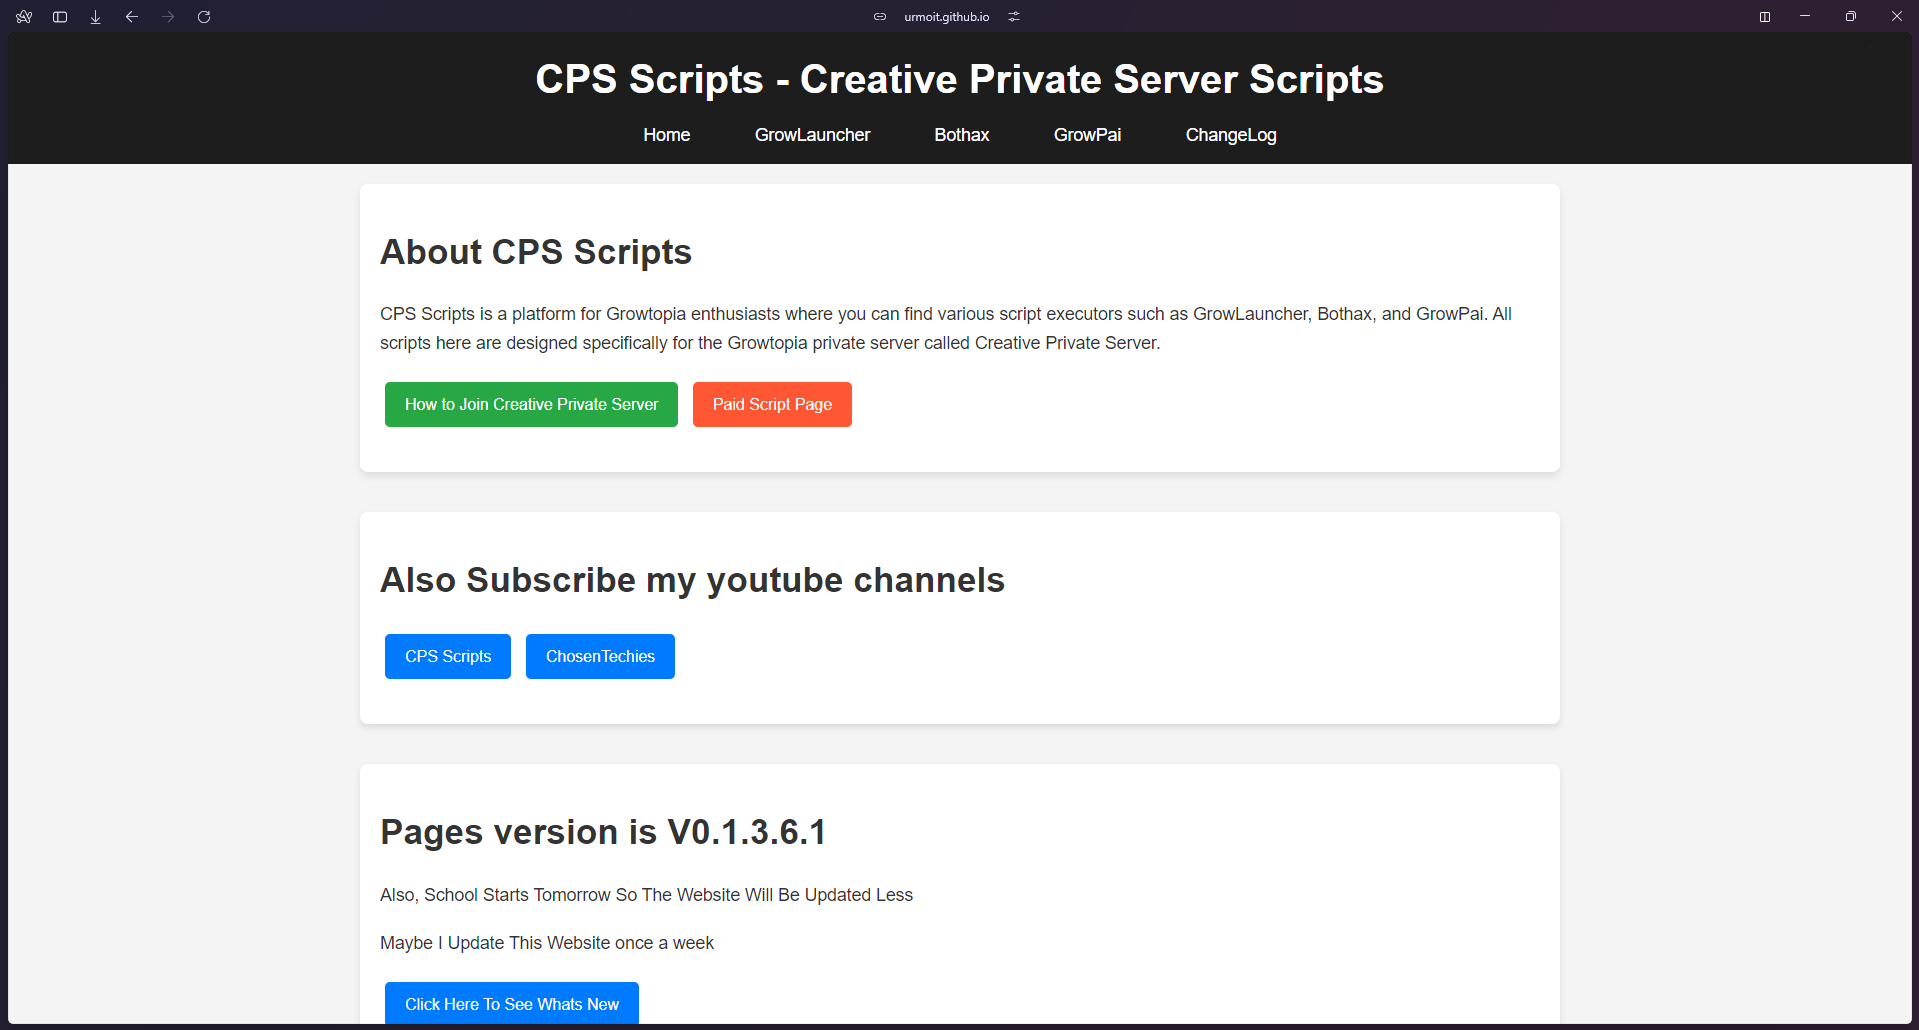 urmoit.github.io
CPS Scripts - Creative Private Server Scripts
Home GrowLauncher Bothax GrowPai ChangeLog
About CPS Scripts
CPS Scripts is a platform for Growtopia enthusiasts where you can find various script executors such as GrowLauncher, Bothax, and GrowPai. All
scripts here are designed specifically for the Growtopia private server called Creative Private Server.
How to Join Creative Private Server Paid Script Page
Also Subscribe my youtube channels
CPS Scripts ChosenTechies
Pages version is V0.1.3.6.1
Also, School Starts Tomorrow So The Website Will Be Updated Less
Maybe I Update This Website once a week
Click Here To See Whats New